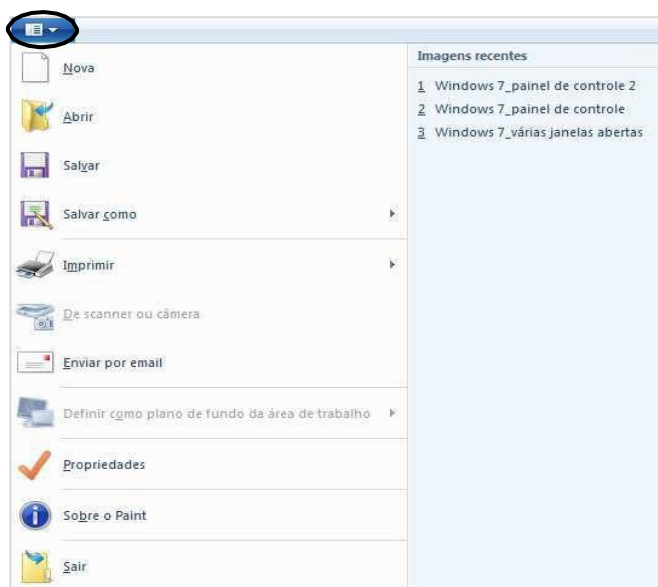 Nova
Abrir
Salvar
Salvar como
Imprimir
De scanner ou câmera
Enviar por email
Definir como plano de fundo da área de trabalho
Propriedades
Sobre o Paint
Sair
Imagens recentes
1 Windows 7_painel de controle 2
2 Windows 7_painel de controle
3 Windows 7_várias janelas abertas